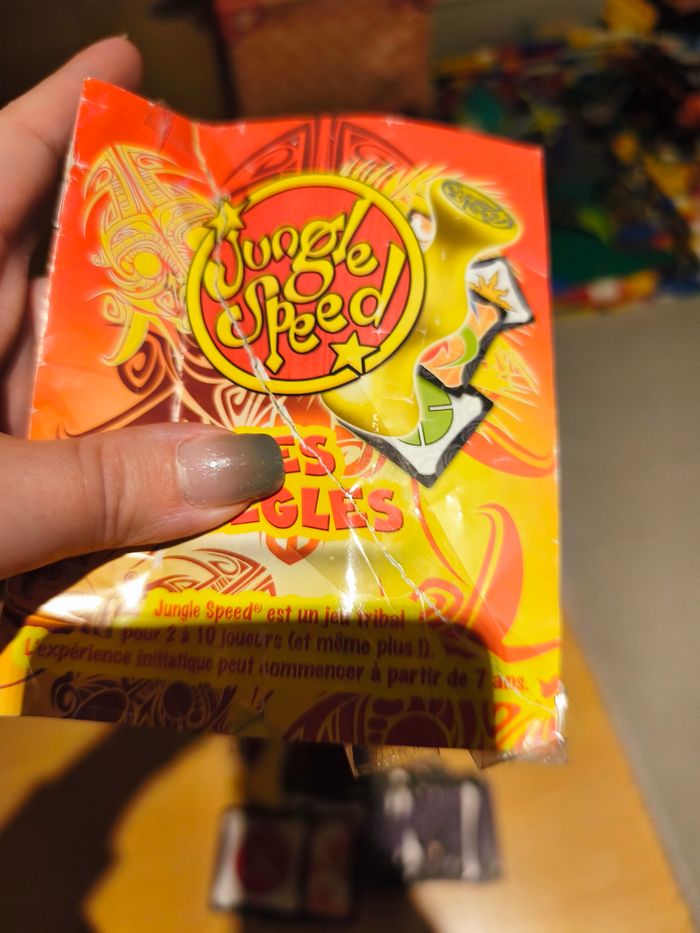 Jungle
Speed
ES
EGLES
Jungle Speed® est un jeu tribal
pour 2 à 10 joueurs (et même plus !).
L'expérience initiatique peut commencer à partir de 7 ans.